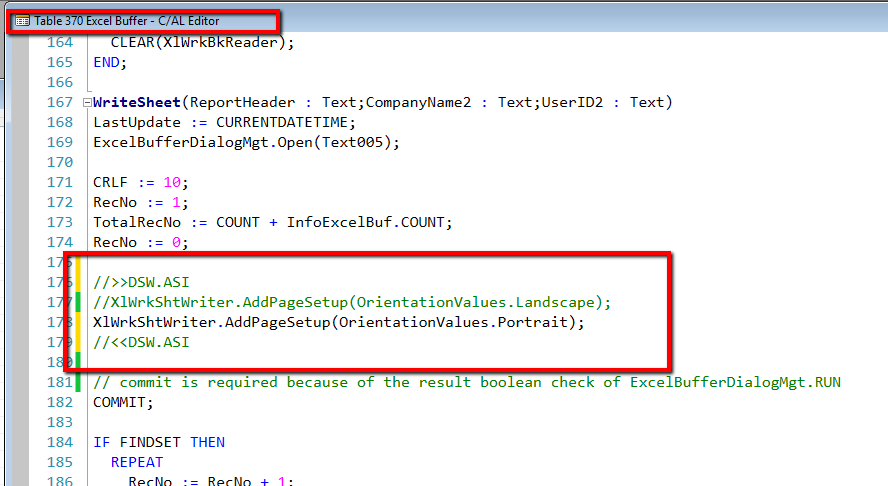 Table 370 Excel Buffer - C/AL Editor
164 CLEAR(XlWrkBkReader);
165 END;
166
167 WriteSheet(ReportHeader : Text;CompanyName2 : Text;UserID2 : Text)
168 LastUpdate := CURRENTDATETIME;
169 ExcelBufferDialogMgt.Open(Text005);
170
171 CRLF := 10;
172 RecNo := 1;
173 TotalRecNo := COUNT + InfoExcelBuf.COUNT;
174 RecNo := 0;
175
176 //>>DSW.ASI
177 //XlWrkShtWriter.AddPageSetup(OrientationValues.Landscape);
178 XlWrkShtWriter.AddPageSetup(OrientationValues.Portrait);
179 //<<DSW.ASI
180
181 // commit is required because of the result boolean check of ExcelBufferDialogMgt.RUN
182 COMMIT;
183
184 IF FINDSET THEN
185 REPEAT
186 RecNo := RecNo + 1;